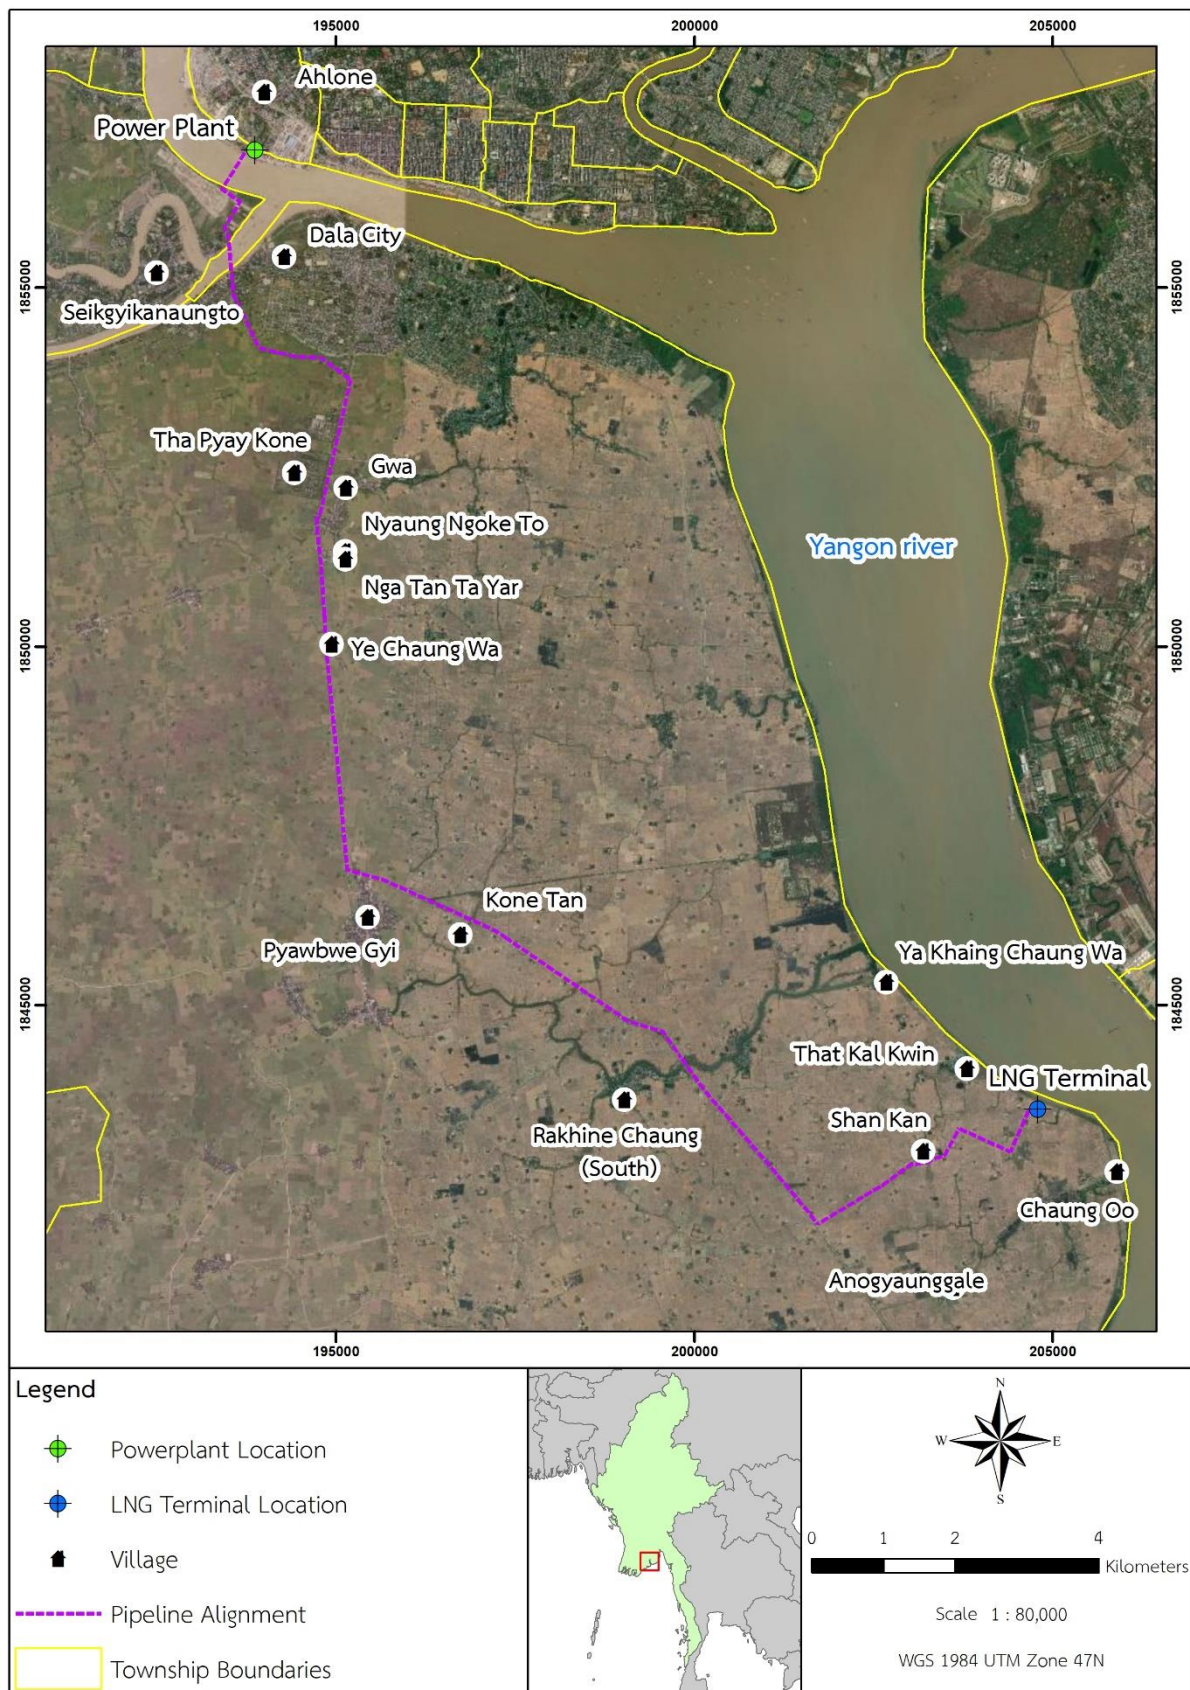 195000
200000
205000
Ahlone
Power Plant
Dala City
1855000
1855000
Seikgyikanaungto
Tha Pyay Kone
Gwa
Nyaung Ngoke To
Yangon river
Nga Tan Ta Yar
1850000
Ye Chaung Wa
1850000
Kone Tan
Pyawbwe Gyi
Ya Khaing Chaung Wa
1845000
1845000
That Kal Kwin
LNG Terminal
Shan Kan
Rakhine Chaung
(South)
Chaung Oo
Anogyaunggale
195000
200000
205000
Legend
Powerplant Location
LNG Terminal Location
Village
Pipeline Alignment
Township Boundaries
N
W
E
S
0 1 2 4
Kilometers
Scale 1 : 80,000
WGS 1984 UTM Zone 47N